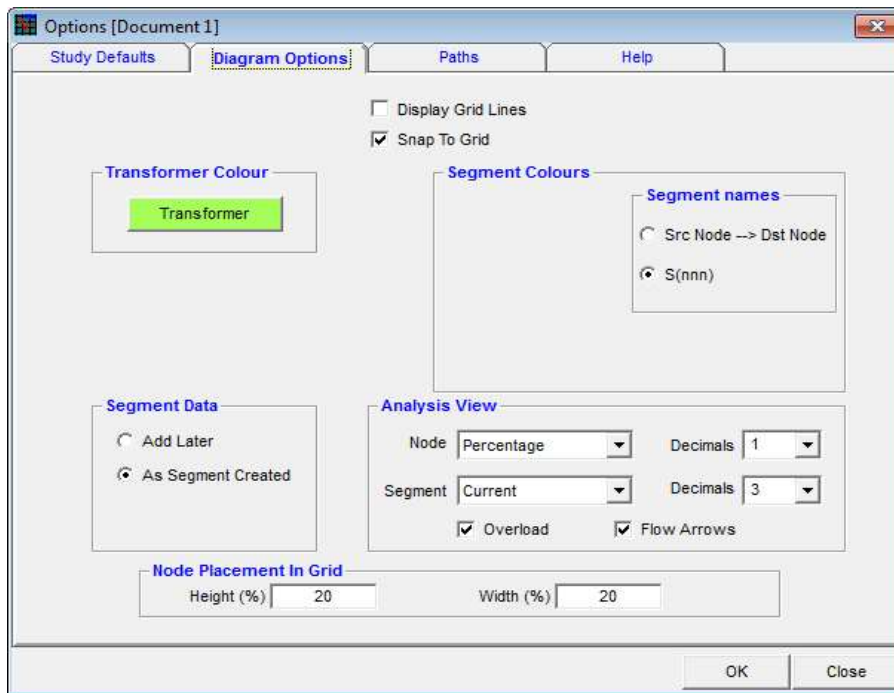 Options [Document 1]
Study Defaults
Diagram Options
Paths
Help
Display Grid Lines
Snap To Grid
Transformer Colour
Transformer
Segment Colours
Segment names
Src Node --> Dst Node
S(nnn)
Segment Data
Add Later
As Segment Created
Analysis View
Node Percentage Decimals 1
Segment Current Decimals 3
Overload Flow Arrows
Node Placement In Grid
Height (%) 20 Width (%) 20
OK Close